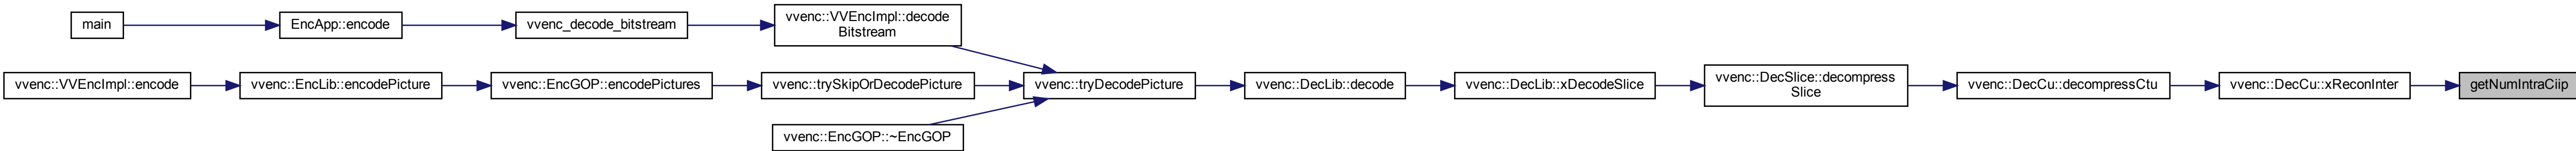 main
EncApp::encode
vvenc_decode_bitstream
vvenc::VVEncImpl::decode
Bitstream
vvenc::VVEncImpl::encode
vvenc::EncLib::encodePicture
vvenc::EncGOP::encodePictures
vvenc::trySkipOrDecodePicture
vvenc::EncGOP::~EncGOP
vvenc::tryDecodePicture
vvenc::DecLib::decode
vvenc::DecLib::xDecodeSlice
vvenc::DecSlice::decompress
Slice
vvenc::DecCu::decompressCtu
vvenc::DecCu::xReconInter
getNumIntraCiip